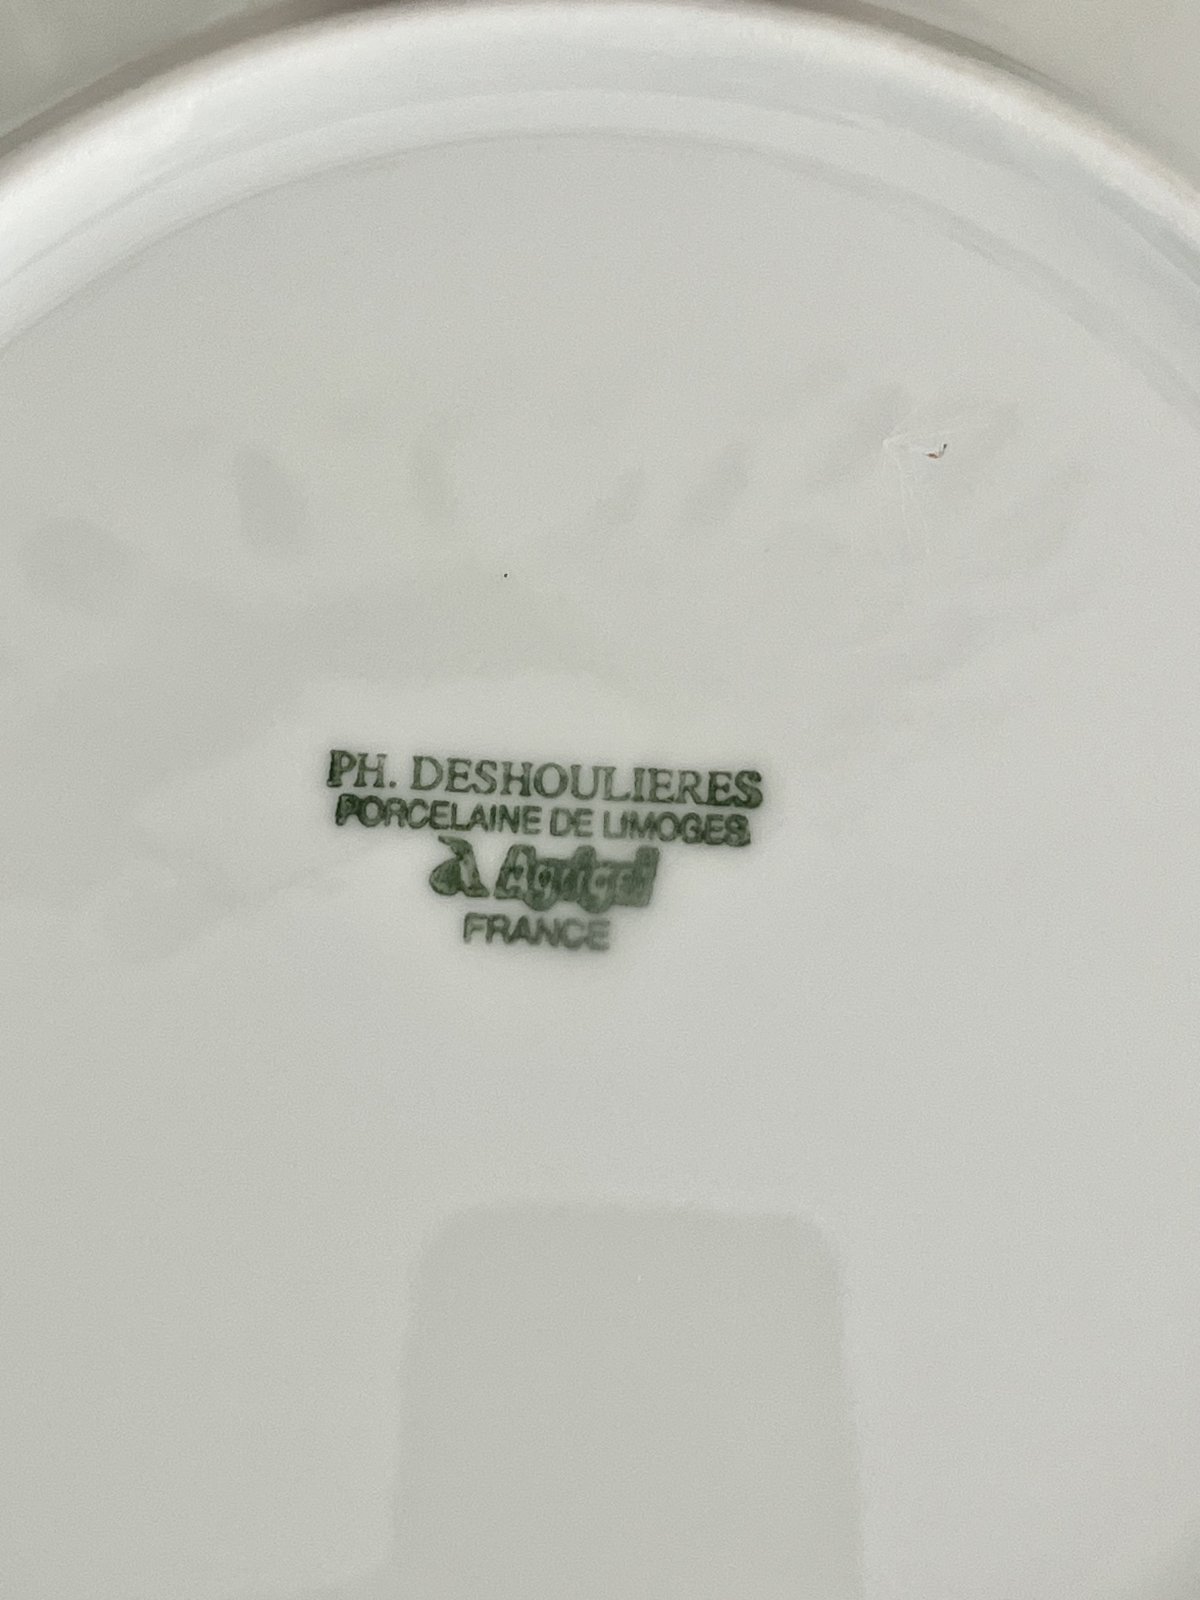 PH. DESHOULIERES
PORCELAINE DE LIMOGES
FRANCE